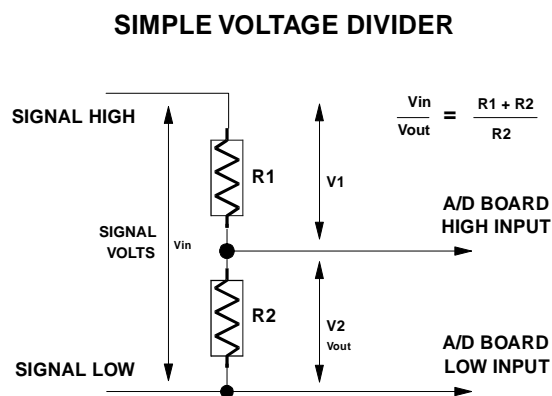 SIMPLE VOLTAGE DIVIDER
SIGNAL HIGH
Vin
Vout
=
R1 + R2
R2
R1
V1
A/D BOARD
HIGH INPUT
SIGNAL
VOLTS
Vin
R2
V2
Vout
SIGNAL LOW
A/D BOARD
LOW INPUT